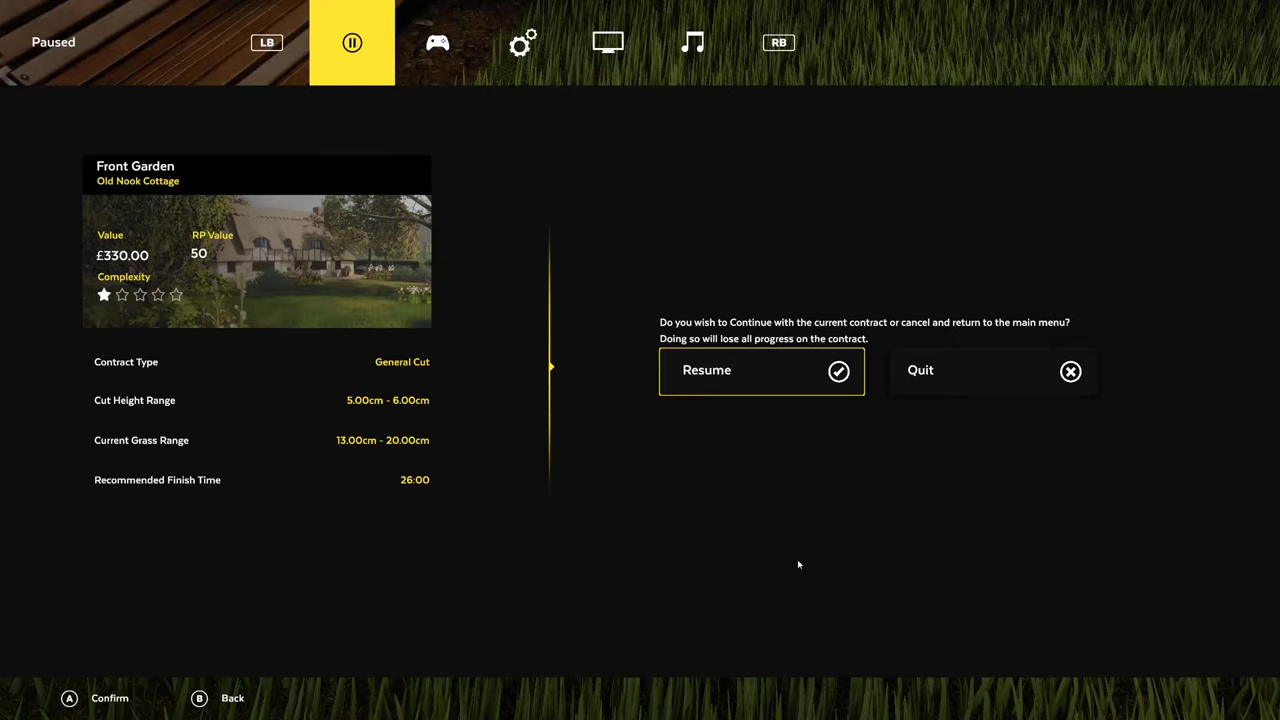 Paused
LB
RB
Front Garden
Old Nook Cottage
Value
RP Value
£330.00
50
Complexity
Contract Type
General Cut
Cut Height Range
5.00cm - 6.00cm
Current Grass Range
13.00cm - 20.00cm
Recommended Finish Time
26:00
Do you wish to Continue with the current contract or cancel and return to the main menu?
Doing so will lose all progress on the contract.
Resume
Quit
A Confirm
B Back